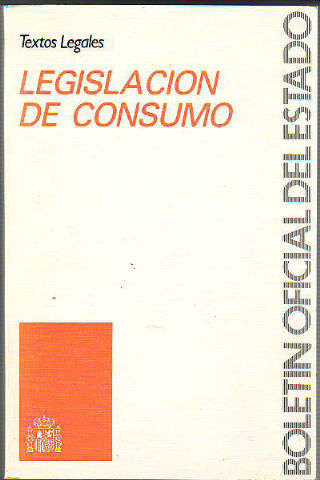 Textos Legales
LEGISLACION
DE CONSUMO
BOLETIN OFICIAL DEL ESTADO